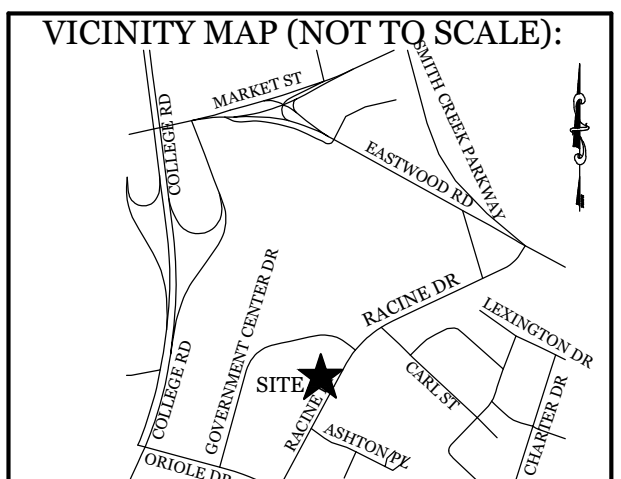 VICINITY MAP (NOT TO SCALE):
SMITH CREEK PARKWAY
MARKET ST
COLLEGE RD
EASTWOOD RD
GOVERNMENT CENTER DR
RACINE DR
LEXINGTON DR
COLLEGE RD
SITE
RACINE
CARL ST
CHARTER DR
ASHTON PL
ORIOLE DR